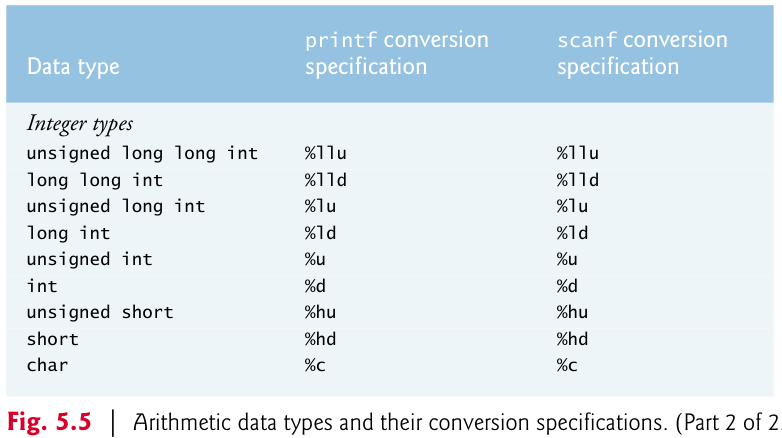 Data type printf conversion specification scanf conversion specification
Integer types
unsigned long long int %llu %llu
long long int %lld %lld
unsigned long int %lu %lu
long int %ld %ld
unsigned int %u %u
int %d %d
unsigned short %hu %hu
short %hd %hd
char %c %c
Fig. 5.5 | Arithmetic data types and their conversion specifications. (Part 2 of 2